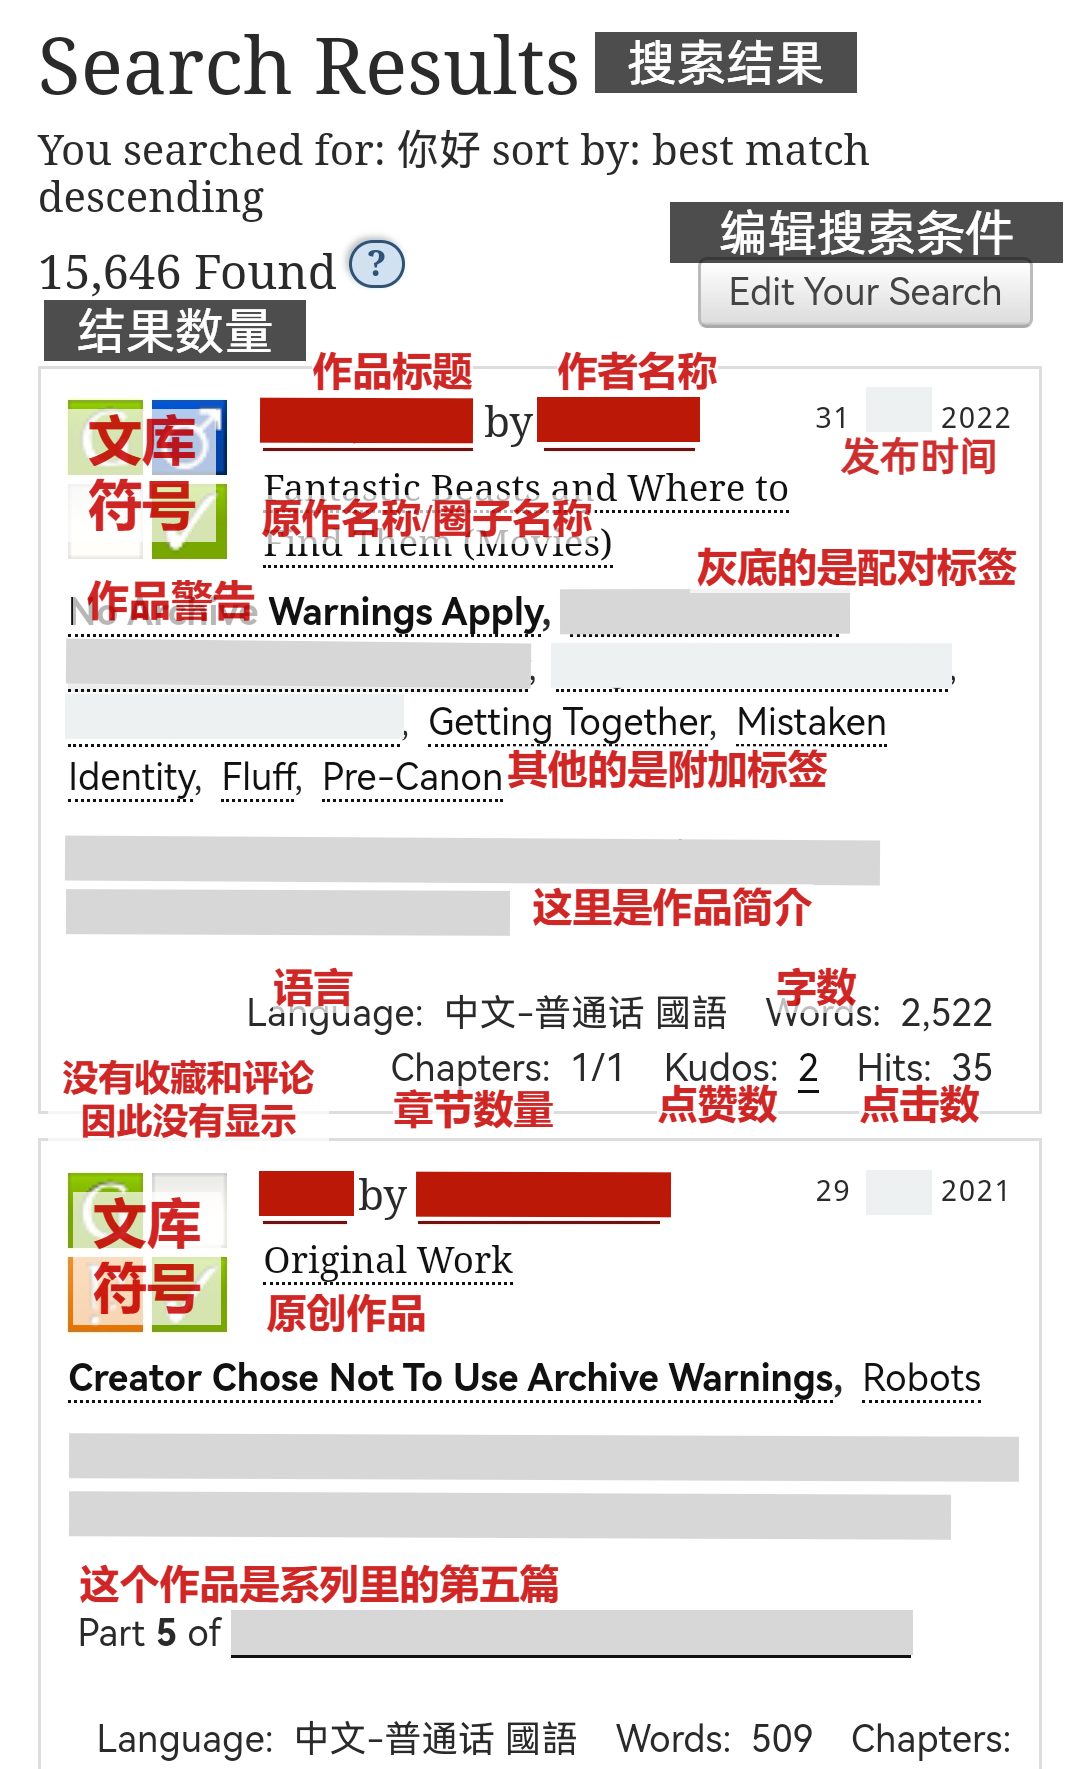 Search Results 搜索结果
You searched for: 你好 sort by: best match
descending
编辑搜索条件
15,646 Found ?
Edit Your Search
结果数量
作品标题 作者名称
by 31 2022
文库
符号
发布时间
Fantastic Beasts and Where to
原作名称/圈子名称
Find Them (Movies)
灰底的是配对标签
作品警告
No Archive Warnings Apply,
, ,
, Getting Together, Mistaken
Identity, Fluff, Pre-Canon 其他的是附加标签
这里是作品简介
语言 字数
Language: 中文-普通话 國語 Words: 2,522
没有收藏和评论
因此没有显示
Chapters: 1/1 Kudos: 2 Hits: 35
章节数量 点赞数 点击数
by 29 2021
文库
符号
Original Work
原创作品
Creator Chose Not To Use Archive Warnings, Robots
这个作品是系列里的第五篇
Part 5 of
Language: 中文-普通话 國語 Words: 509 Chapters: